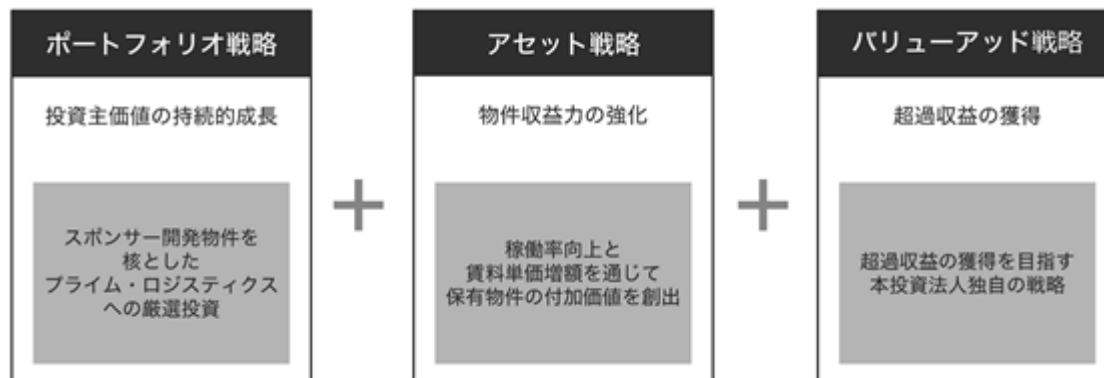 ポートフォリオ戦略
投資主価値の持続的成長
スポンサー開発物件を
核とした
プライム・ロジスティクス
への厳選投資
アセット戦略
物件収益力の強化
稼働率向上と
賃料単価増額を通じて
保有物件の付加価値を創出
バリューアッド戦略
超過収益の獲得
超過収益の獲得を目指す
本投資法人独自の戦略